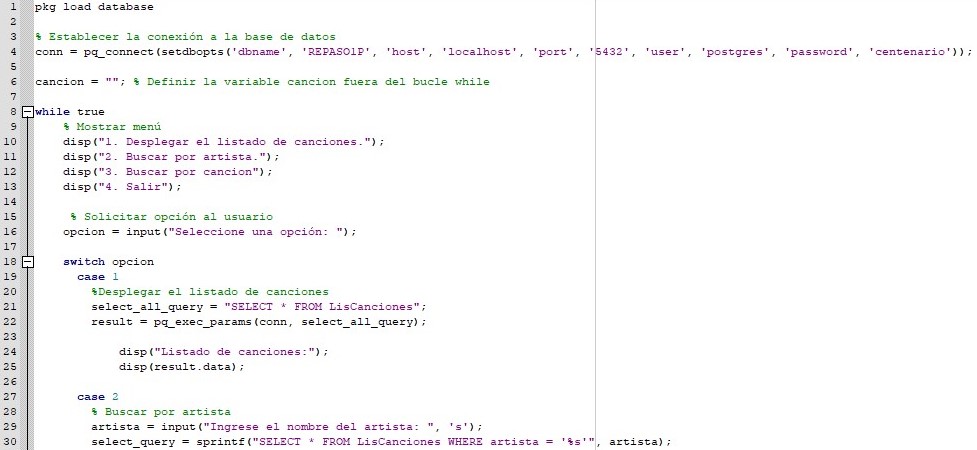 1 pkg load database
2
3 % Establecer la conexión a la base de datos
4 conn = pq_connect(setdbopts('dbname', 'REPASO1P', 'host', 'localhost', 'port', '5432', 'user', 'postgres', 'password', 'centenario'));
5
6 cancion = ""; % Definir la variable cancion fuera del bucle while
7
8 while true
9 % Mostrar menú
10 disp("1. Desplegar el listado de canciones.");
11 disp("2. Buscar por artista.");
12 disp("3. Buscar por cancion");
13 disp("4. Salir");
14
15 % Solicitar opción al usuario
16 opcion = input("Seleccione una opción: ");
17
18 switch opcion
19 case 1
20 %Desplegar el listado de canciones
21 select_all_query = "SELECT * FROM LisCanciones";
22 result = pq_exec_params(conn, select_all_query);
23
24 disp("Listado de canciones:");
25 disp(result.data);
26
27 case 2
28 % Buscar por artista
29 artista = input("Ingrese el nombre del artista: ", 's');
30 select_query = sprintf("SELECT * FROM LisCanciones WHERE artista = '%s'", artista);